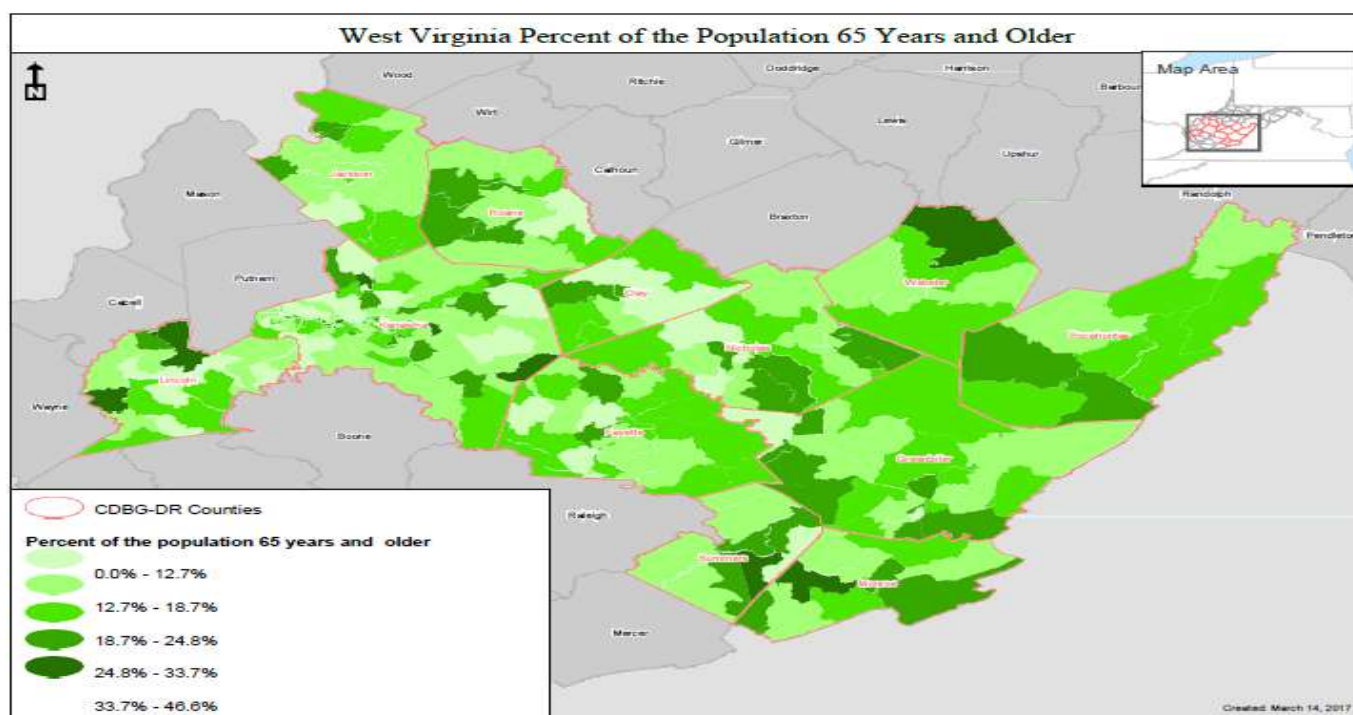 West Virginia Percent of the Population 65 Years and Older
Map Area
N
Wood
Ritchie
Doddridge
Harrison
Barbour
Wirt
Lewis
Gilmer
Upshur
Calhoun
Jackson
Mason
Roane
Randolph
Braxton
Pendleton
Putnam
Clay
Webster
Cabell
Kanawha
Pocahontas
Nicholas
Lincoln
Wayne
Boone
Fayette
Greenbrier
CDBG-DR Counties
Raleigh
Percent of the population 65 years and older
Summers
0.0% - 12.7%
Monroe
12.7% - 18.7%
Mercer
18.7% - 24.8%
24.8% - 33.7%
33.7% - 46.6%
Created: March 14, 2017